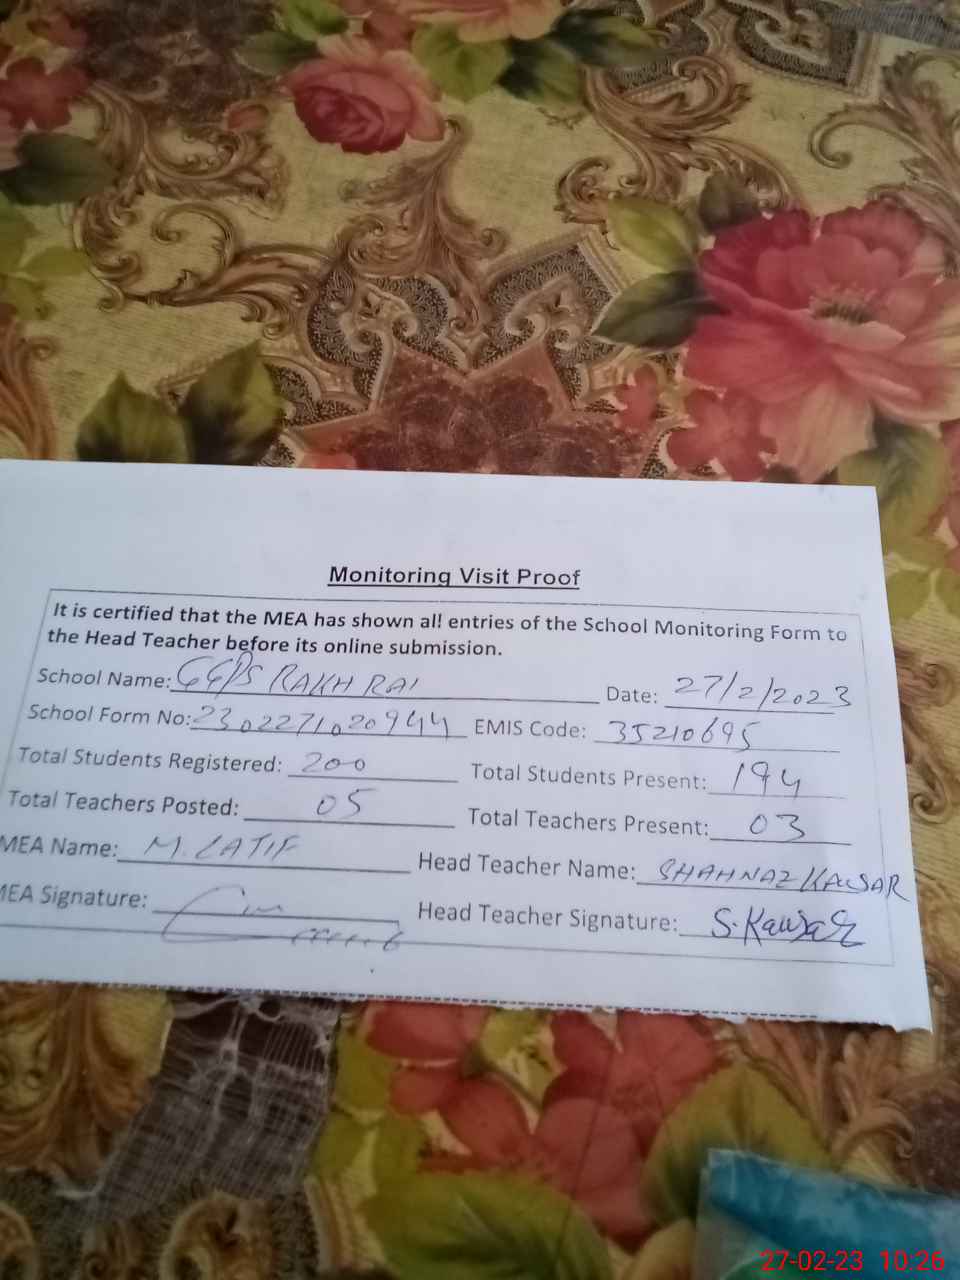 Monitoring Visit Proof
It is certified that the MEA has shown all entries of the School Monitoring Form to
the Head Teacher before its online submission.
School Name: GGPS RAKH RAI Date: 27/2/2023
School Form No: 2302271020944 EMIS Code: 35210695
Total Students Registered: 200 Total Students Present: 194
Total Teachers Posted: 05 Total Teachers Present: 03
MEA Name: M. LATIF Head Teacher Name: SHAHNAZ KAUSAR
MEA Signature: Head Teacher Signature: S. Kausar
27-02-23 10:26